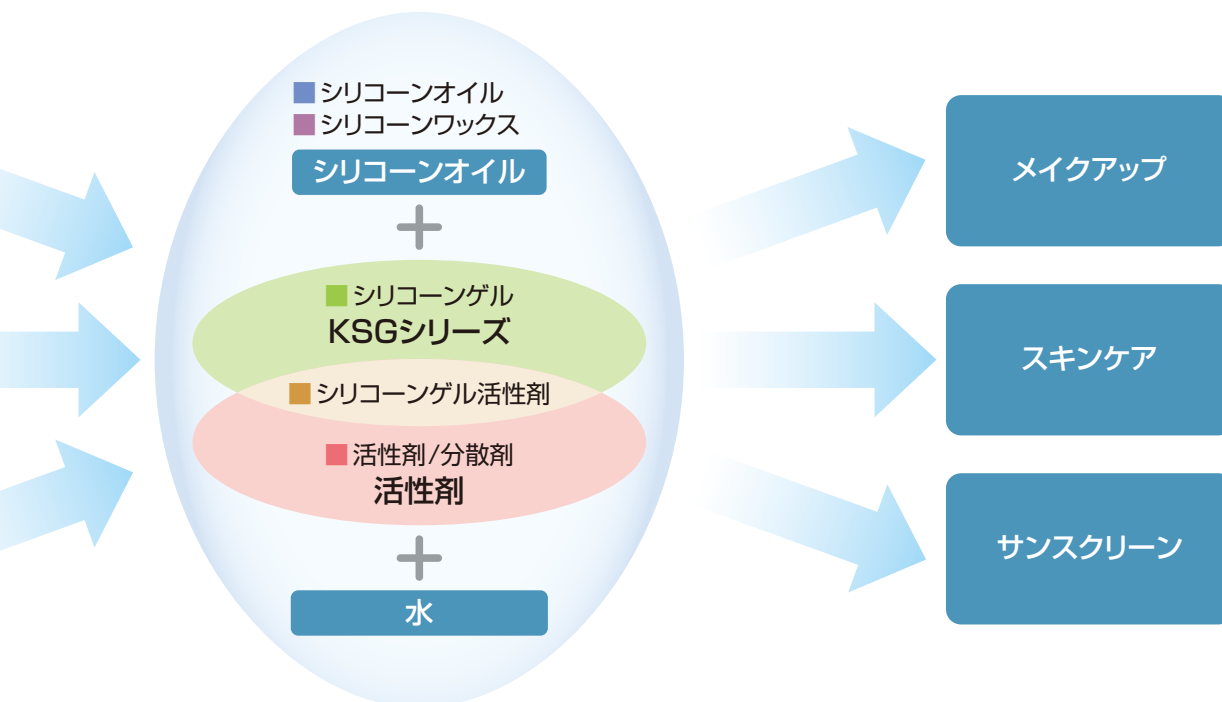 ■ シリコーンオイル
■ シリコーンワックス
シリコーンオイル
+
■ シリコーンゲル
KSGシリーズ
■ シリコーンゲル活性剤
■ 活性剤/分散剤
活性剤
+
水
メイクアップ
スキンケア
サンスクリーン